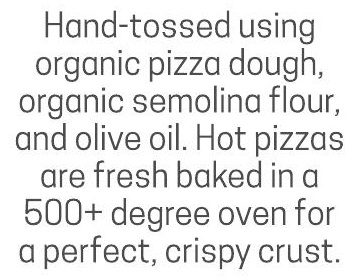 Hand-tossed using
organic pizza dough,
organic semolina flour,
and olive oil. Hot pizzas
are fresh baked in a
500+ degree oven for
a perfect, crispy crust.